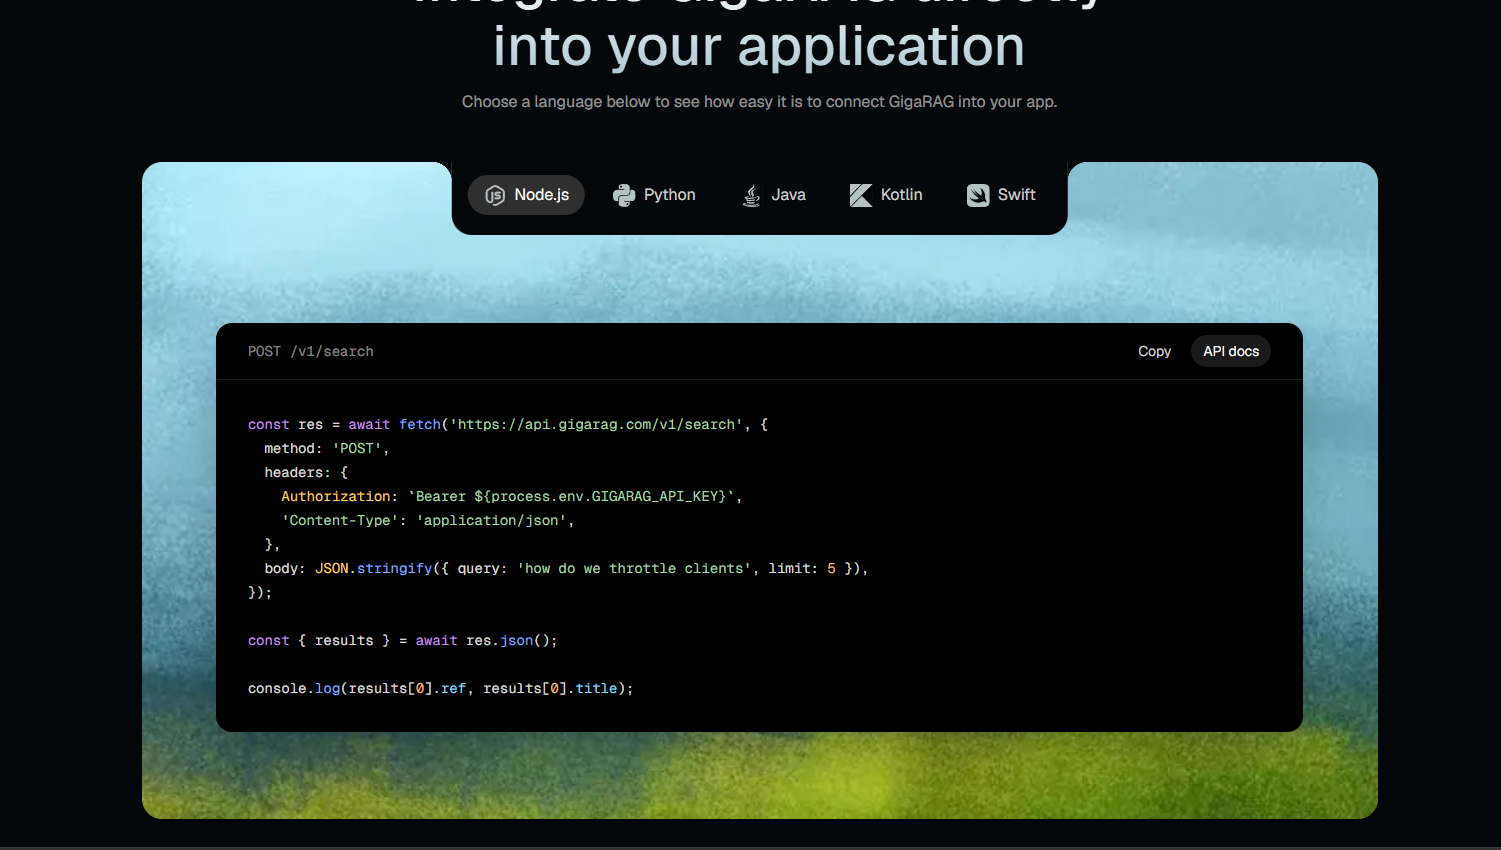 Integrate GigaRAG directly
into your application
Choose a language below to see how easy it is to connect GigaRAG into your app.
Node.js
Python
Java
Kotlin
Swift
POST /v1/search
Copy
API docs
const res = await fetch('https://api.gigarag.com/v1/search', {
  method: 'POST',
  headers: {
    Authorization: `Bearer ${process.env.GIGARAG_API_KEY}`,
    'Content-Type': 'application/json',
  },
  body: JSON.stringify({ query: 'how do we throttle clients', limit: 5 }),
});
const { results } = await res.json();
console.log(results[0].ref, results[0].title);